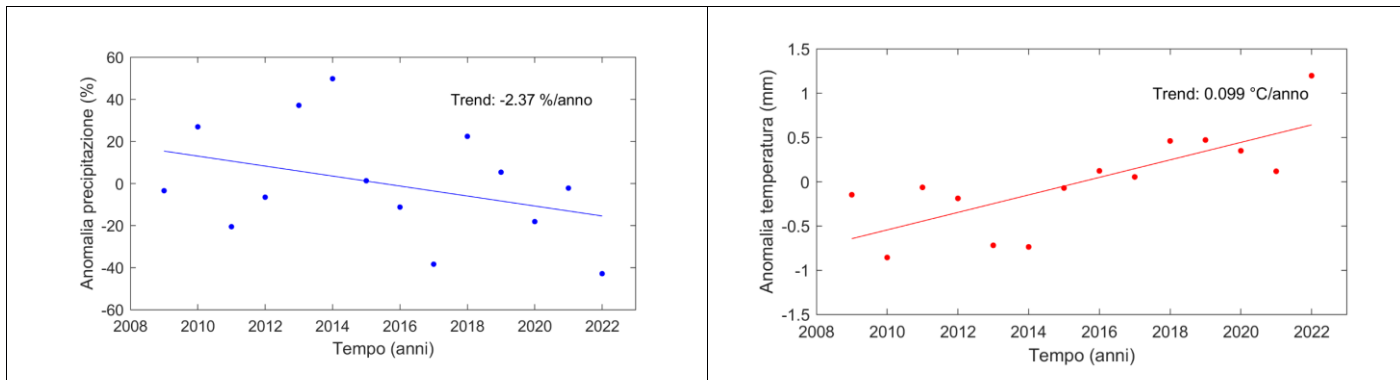 60
40
20
0
-20
-40
-60
2008 2010 2012 2014 2016 2018 2020 2022
Anomalia precipitazione (%)
Tempo (anni)
Trend: -2.37 %/anno
1.5
1
0.5
0
-0.5
-1
-1.5
2008 2010 2012 2014 2016 2018 2020 2022
Anomalia temperatura (mm)
Tempo (anni)
Trend: 0.099 °C/anno